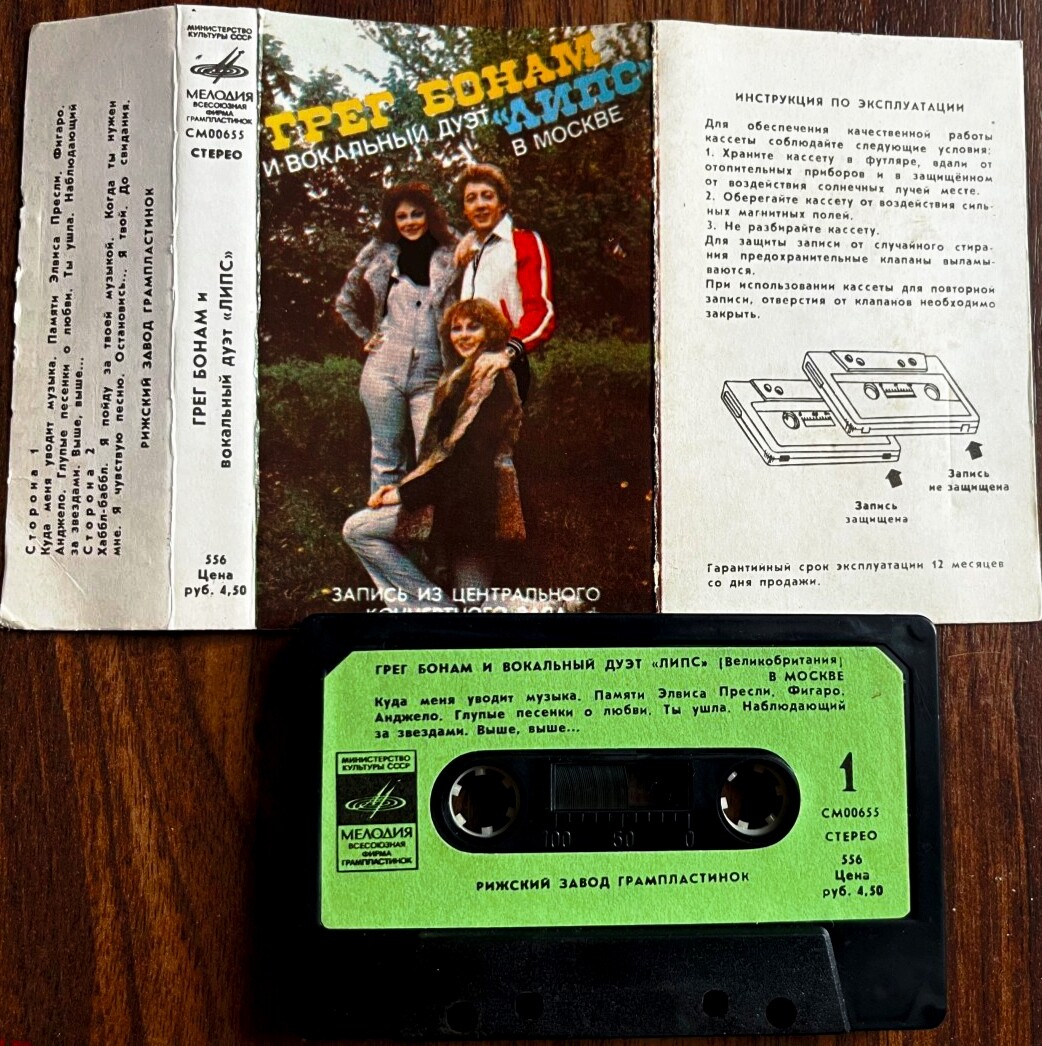 Сторона 1
Куда меня уводит музыка. Памяти Элвиса Пресли. Фигаро.
Анджело. Глупые песенки о любви. Ты ушла. Наблюдающий
за звездами. Выше, выше...
Сторона 2
Хаббл-баббл. Я пойду за твоей музыкой. Когда ты нужен
мне. Я чувствую песню. Остановись... Я твой. До свидания.
РИЖСКИЙ ЗАВОД ГРАМПЛАСТИНОК
МИНИСТЕРСТВО
КУЛЬТУРЫ СССР
МЕЛОДИЯ
ВСЕСОЮЗНАЯ
ФИРМА
ГРАМПЛАСТИНОК
СМ00655
СТЕРЕО
ГРЕГ БОНАМ и
вокальный дуэт «ЛИПС»
556
Цена
руб. 4,50
ГРЕГ БОНАМ
И ВОКАЛЬНЫЙ ДУЭТ «ЛИПС»
В МОСКВЕ
ЗАПИСЬ ИЗ ЦЕНТРАЛЬНОГО
КОНЦЕРТНОГО ЗАЛА
ИНСТРУКЦИЯ ПО ЭКСПЛУАТАЦИИ
Для обеспечения качественной работы
кассеты соблюдайте следующие условия:
1. Храните кассету в футляре, вдали от
отопительных приборов и в защищённом
от воздействия солнечных лучей месте.
2. Оберегайте кассету от воздействия силь-
ных магнитных полей.
3. Не разбирайте кассету.
Для защиты записи от случайного стира-
ния предохранительные клапаны выламы-
ваются.
При использовании кассеты для повторной
записи, отверстия от клапанов необходимо
закрыть.
Запись
не защищена
Запись
защищена
Гарантийный срок эксплуатации 12 месяцев
со дня продажи.
ГРЕГ БОНАМ И ВОКАЛЬНЫЙ ДУЭТ «ЛИПС» [Великобритания]
В МОСКВЕ
Куда меня уводит музыка. Памяти Элвиса Пресли. Фигаро.
Анджело. Глупые песенки о любви. Ты ушла. Наблюдающий
за звездами. Выше, выше...
МИНИСТЕРСТВО
КУЛЬТУРЫ СССР
МЕЛОДИЯ
ВСЕСОЮЗНАЯ
ФИРМА
ГРАМПЛАСТИНОК
100 50 0
1
СМ00655
СТЕРЕО
556
Цена
руб. 4,50
РИЖСКИЙ ЗАВОД ГРАМПЛАСТИНОК